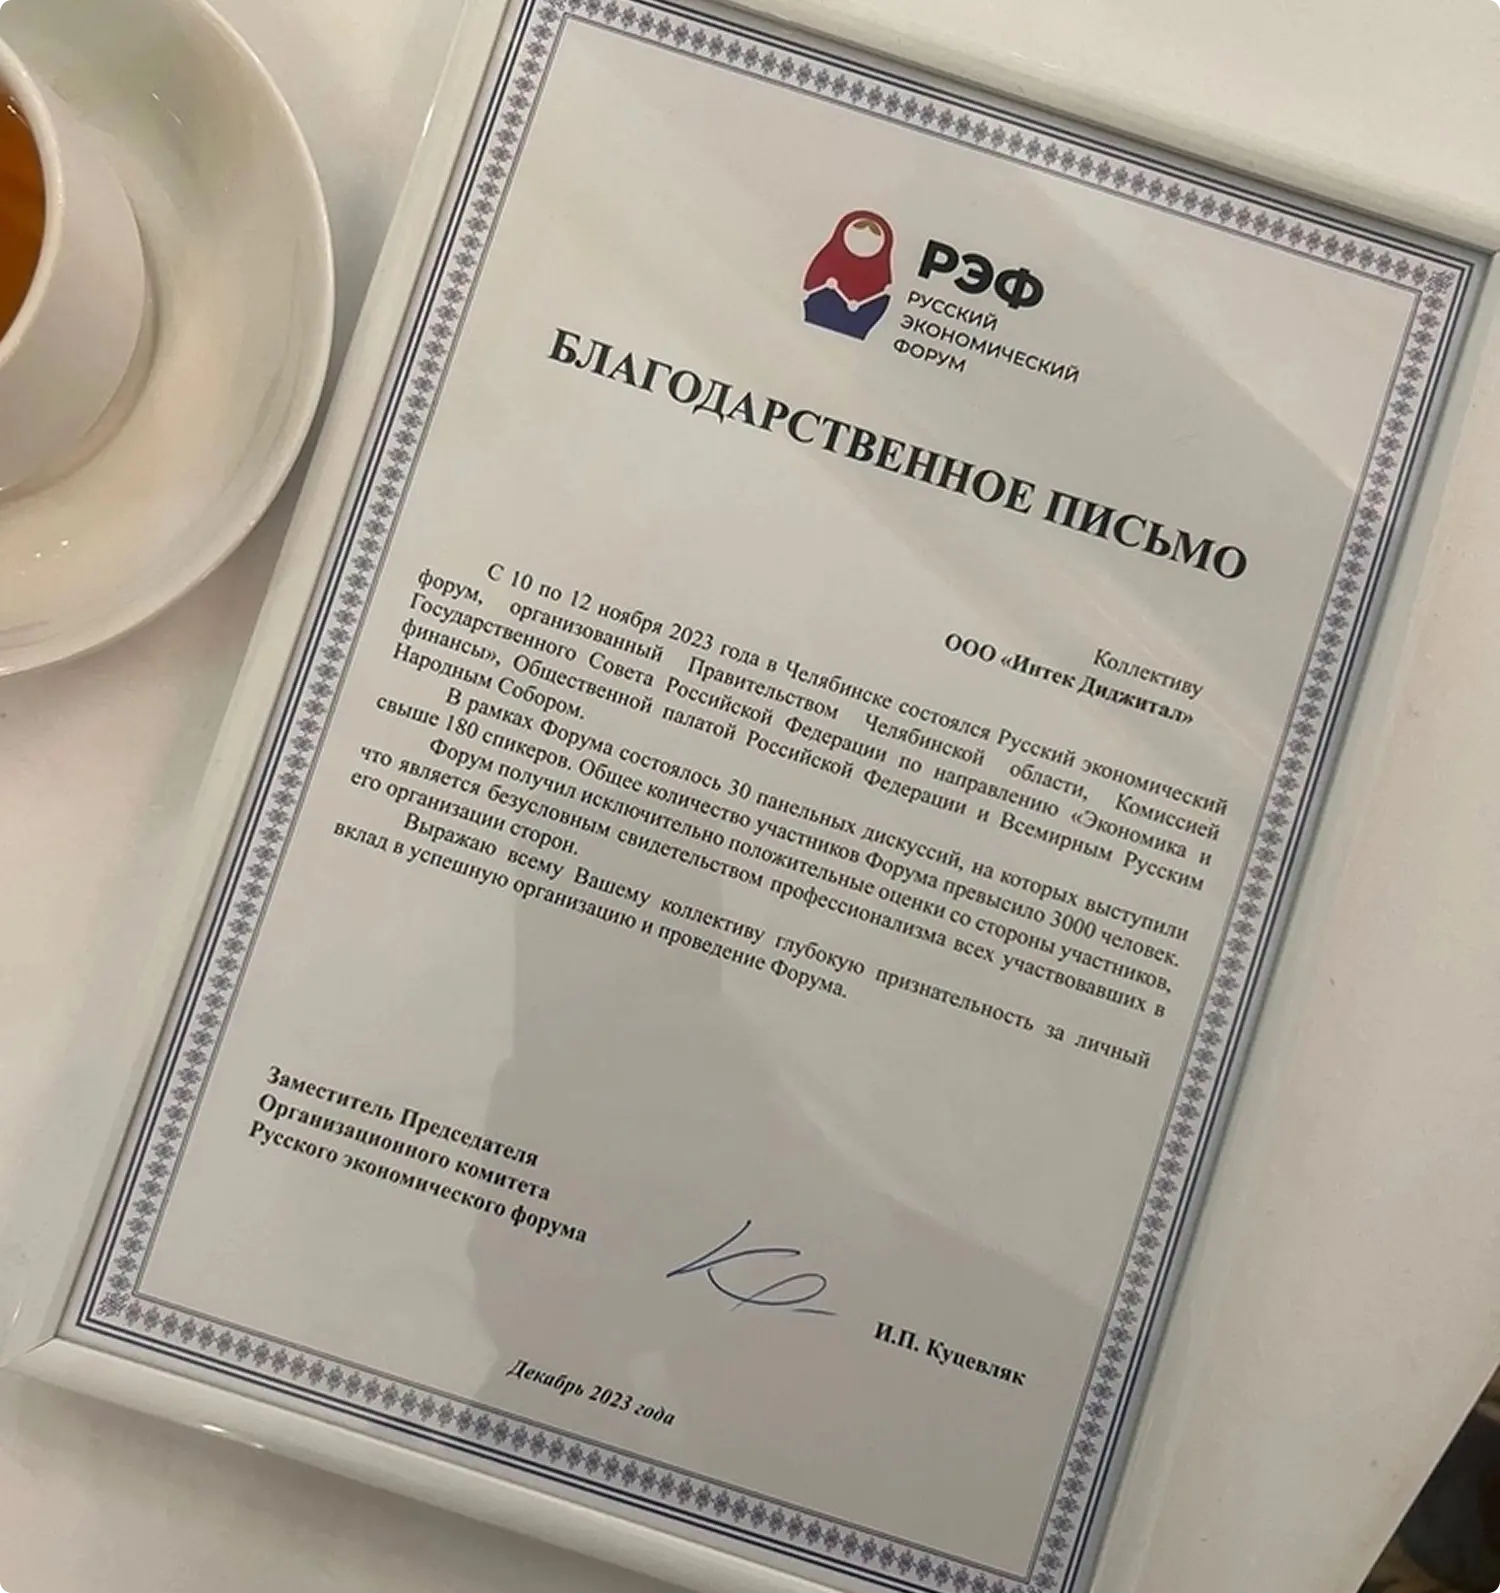 РЭФ
РУССКИЙ
ЭКОНОМИЧЕСКИЙ
ФОРУМ
БЛАГОДАРСТВЕННОЕ ПИСЬМО
Коллективу
ООО «Интек Диджитал»
С 10 по 12 ноября 2023 года в Челябинске состоялся Русский экономический
форум, организованный Правительством Челябинской области, Комиссией
Государственного Совета Российской Федерации по направлению «Экономика и
финансы», Общественной палатой Российской Федерации и Всемирным Русским
Народным Собором.
В рамках Форума состоялось 30 панельных дискуссий, на которых выступили
свыше 180 спикеров. Общее количество участников Форума превысило 3000 человек.
Форум получил исключительно положительные оценки со стороны участников,
что является безусловным свидетельством профессионализма всех участвовавших в
его организации сторон.
Выражаю всему Вашему коллективу глубокую признательность за личный
вклад в успешную организацию и проведение Форума.
Заместитель Председателя
Организационного комитета
Русского экономического форума
И.П. Куцевляк
Декабрь 2023 года